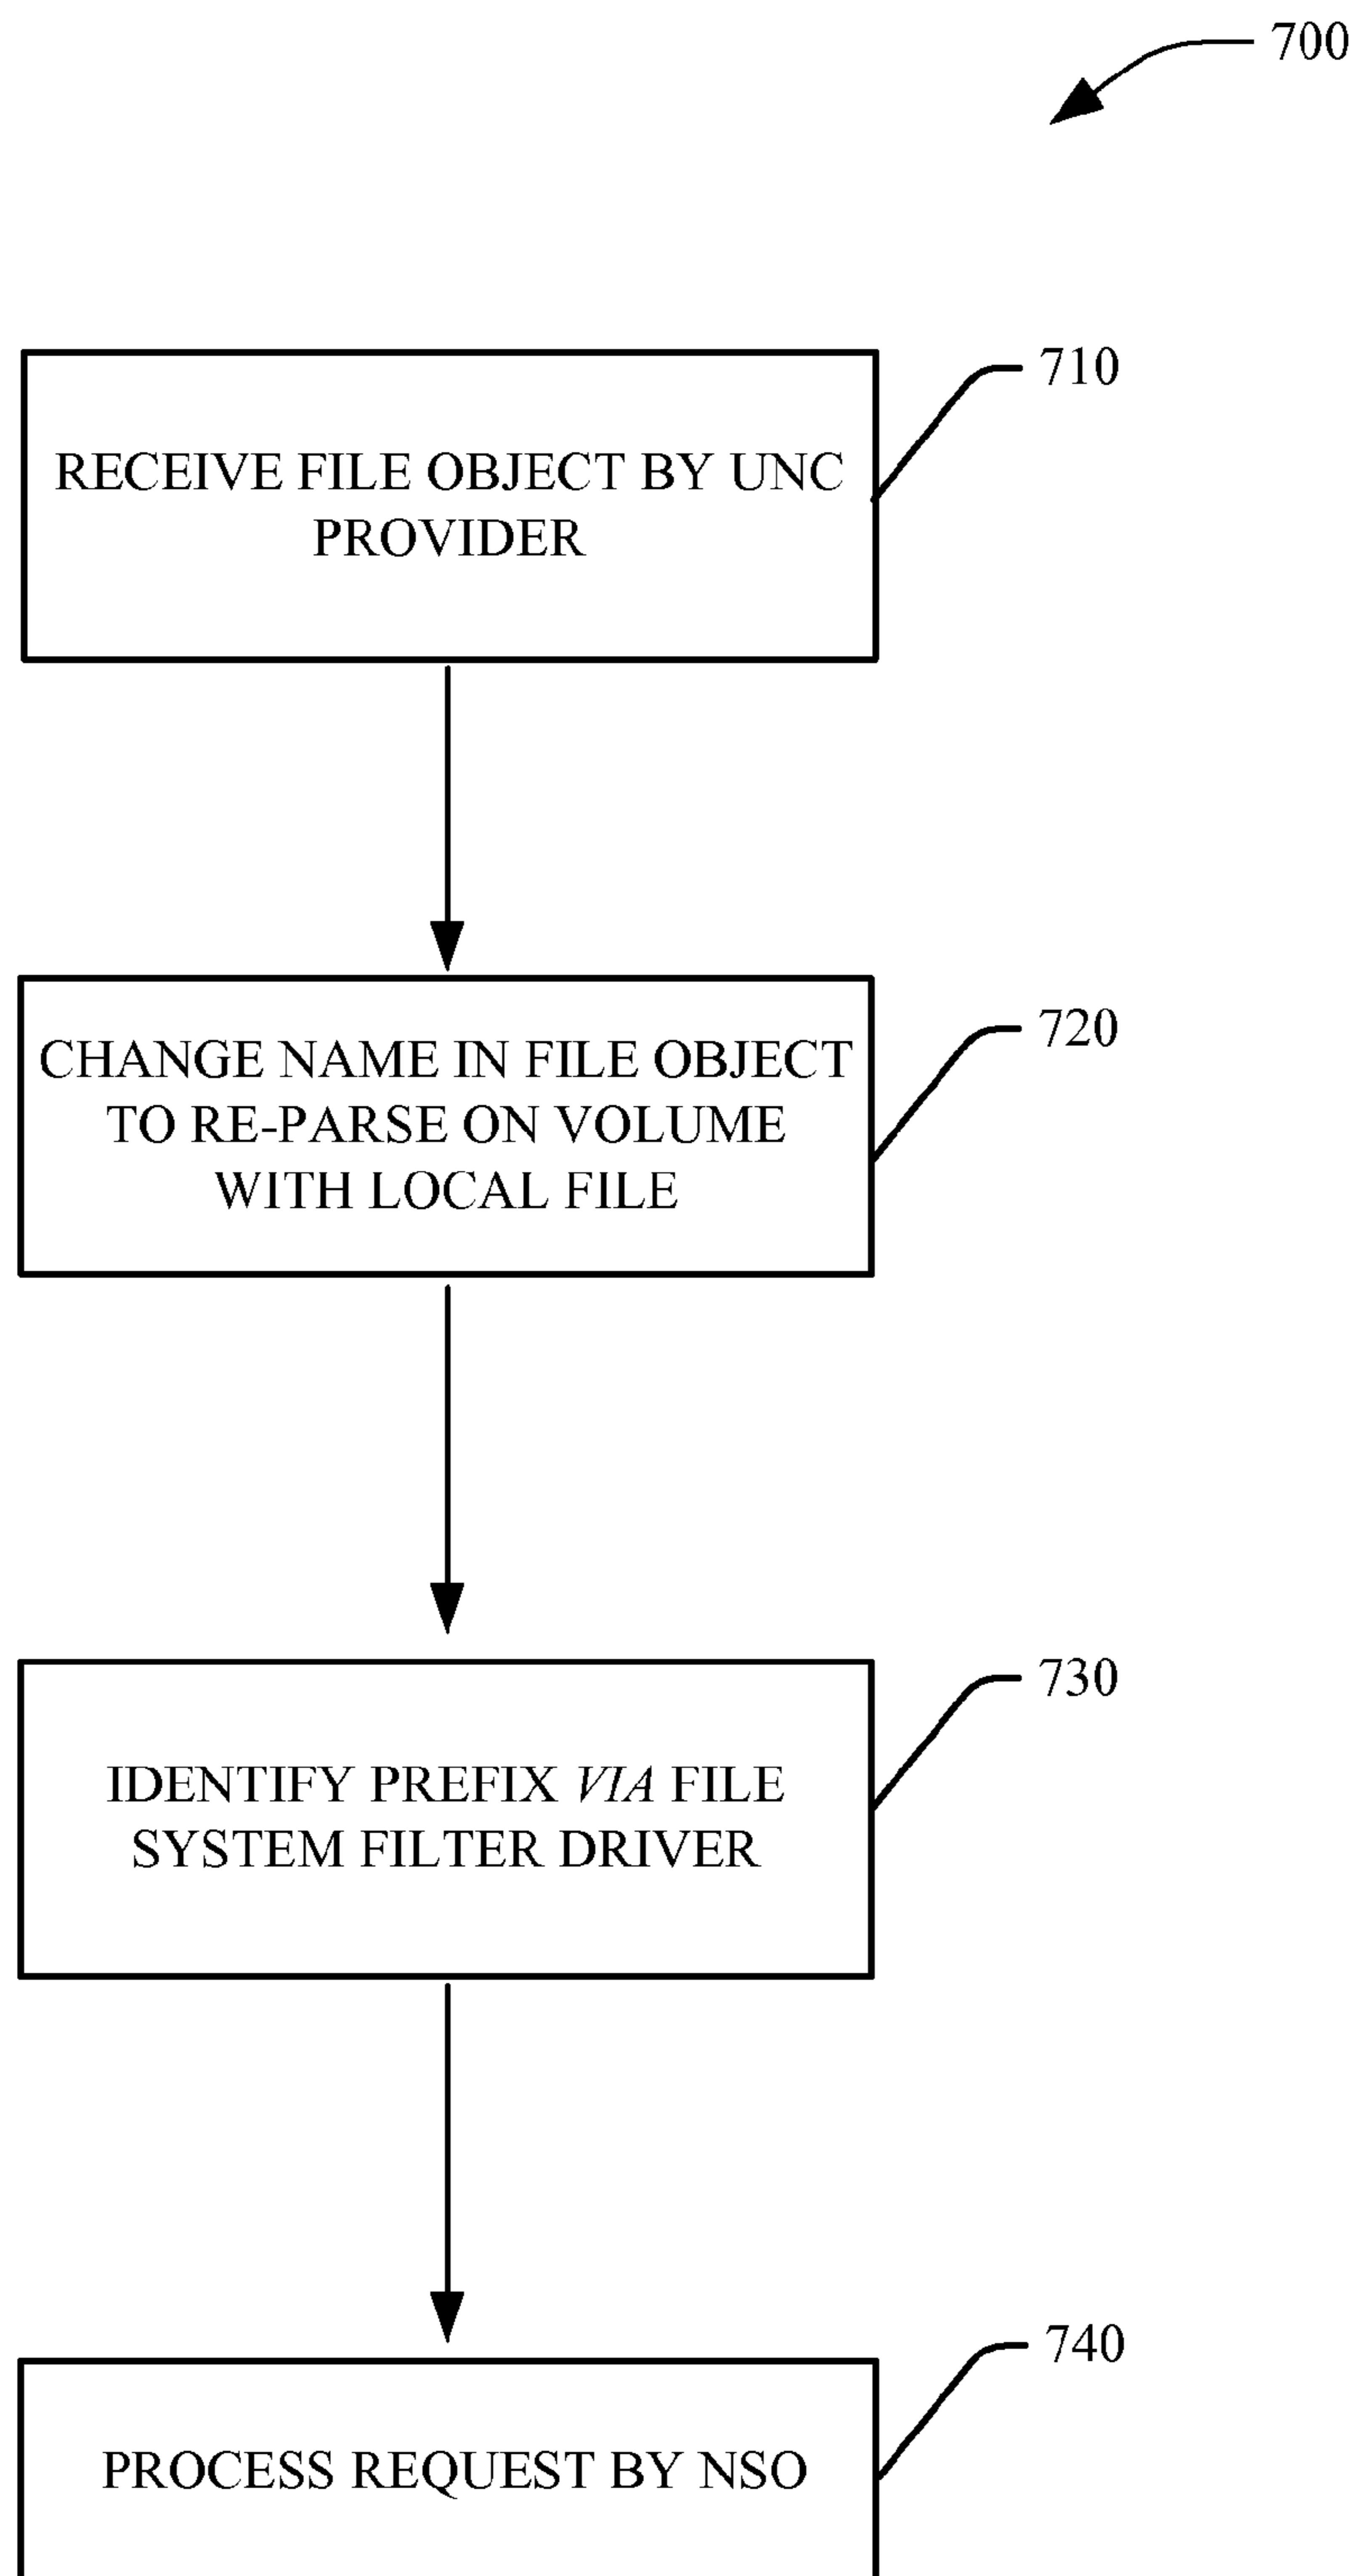 700
710
RECEIVE FILE OBJECT BY UNC
PROVIDER
720
CHANGE NAME IN FILE OBJECT
TO RE-PARSE ON VOLUME
WITH LOCAL FILE
730
IDENTIFY PREFIX VIA FILE
SYSTEM FILTER DRIVER
740
PROCESS REQUEST BY NSO